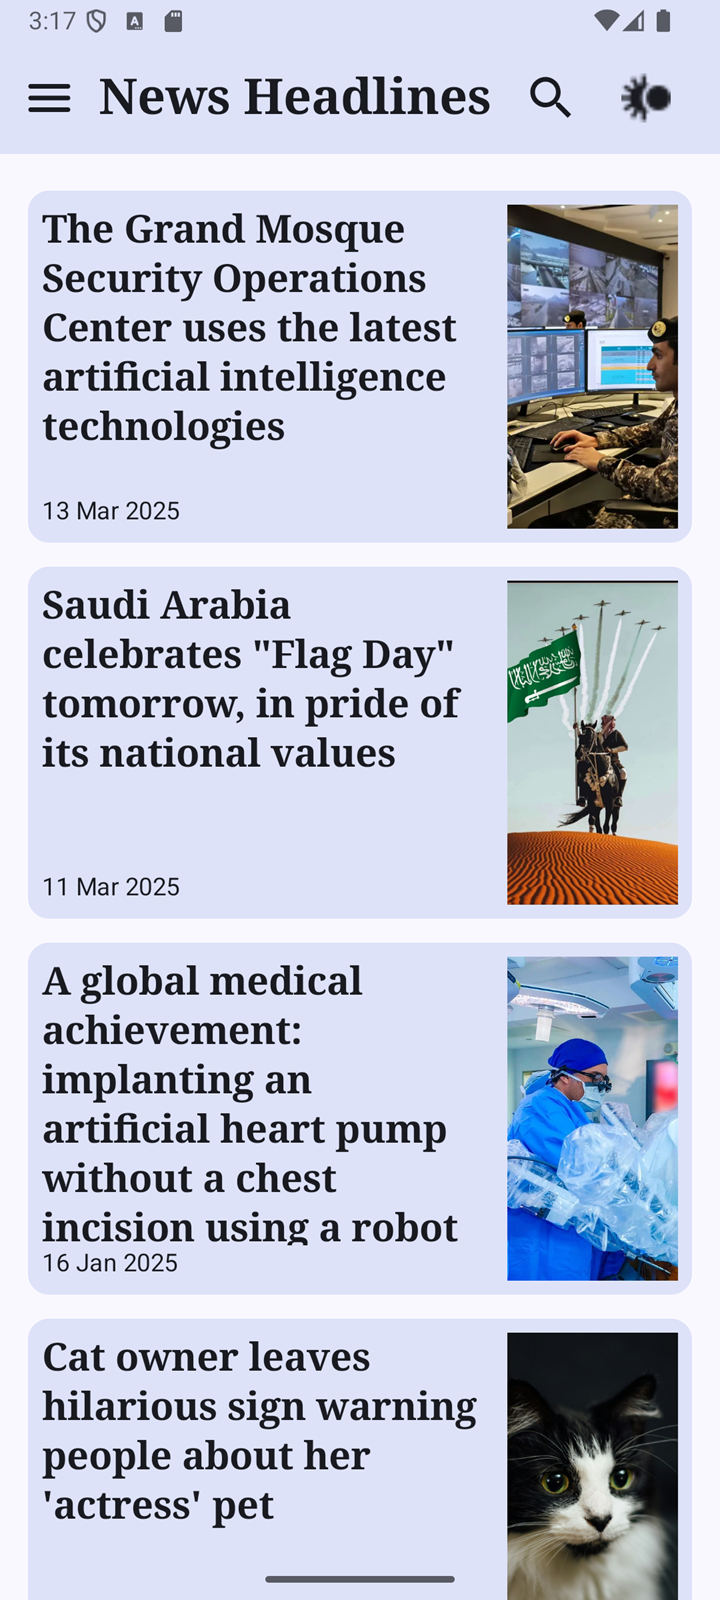 3:17
News Headlines
The Grand Mosque
Security Operations
Center uses the latest
artificial intelligence
technologies
13 Mar 2025
Saudi Arabia
celebrates "Flag Day"
tomorrow, in pride of
its national values
11 Mar 2025
A global medical
achievement:
implanting an
artificial heart pump
without a chest
incision using a robot
16 Jan 2025
Cat owner leaves
hilarious sign warning
people about her
'actress' pet